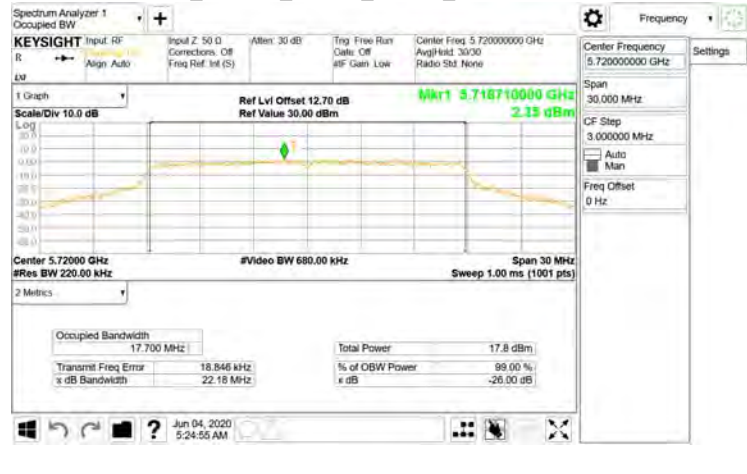 Spectrum Analyzer 1
Occupied BW
Frequency
KEYSIGHT Input: RF
R
Align: Auto
Input Z: 50 Ω
Corrections: Off
Freq Ref: Int (S)
Atten: 30 dB
Trig: Free Run
Gate: Off
#IF Gain: Low
Center Freq: 5.720000000 GHz
Avg|Hold: 30/30
Radio Std: None
Center Frequency
5.720000000 GHz
Settings
Span
30.000 MHz
CF Step
3.000000 MHz
Auto
Man
Freq Offset
0 Hz
1 Graph
Scale/Div 10.0 dB
Ref Lvl Offset 12.70 dB
Ref Value 30.00 dBm
Mkr1 5.718710000 GHz
2.35 dBm
Log
Center 5.72000 GHz
#Res BW 220.00 kHz
#Video BW 680.00 kHz
Span 30 MHz
Sweep 1.00 ms (1001 pts)
2 Metrics
Occupied Bandwidth
17.700 MHz
Total Power 17.8 dBm
Transmit Freq Error 18.846 kHz
% of OBW Power 99.00 %
x dB Bandwidth 22.18 MHz
x dB -26.00 dB
?
Jun 04, 2020
5:24:55 AM